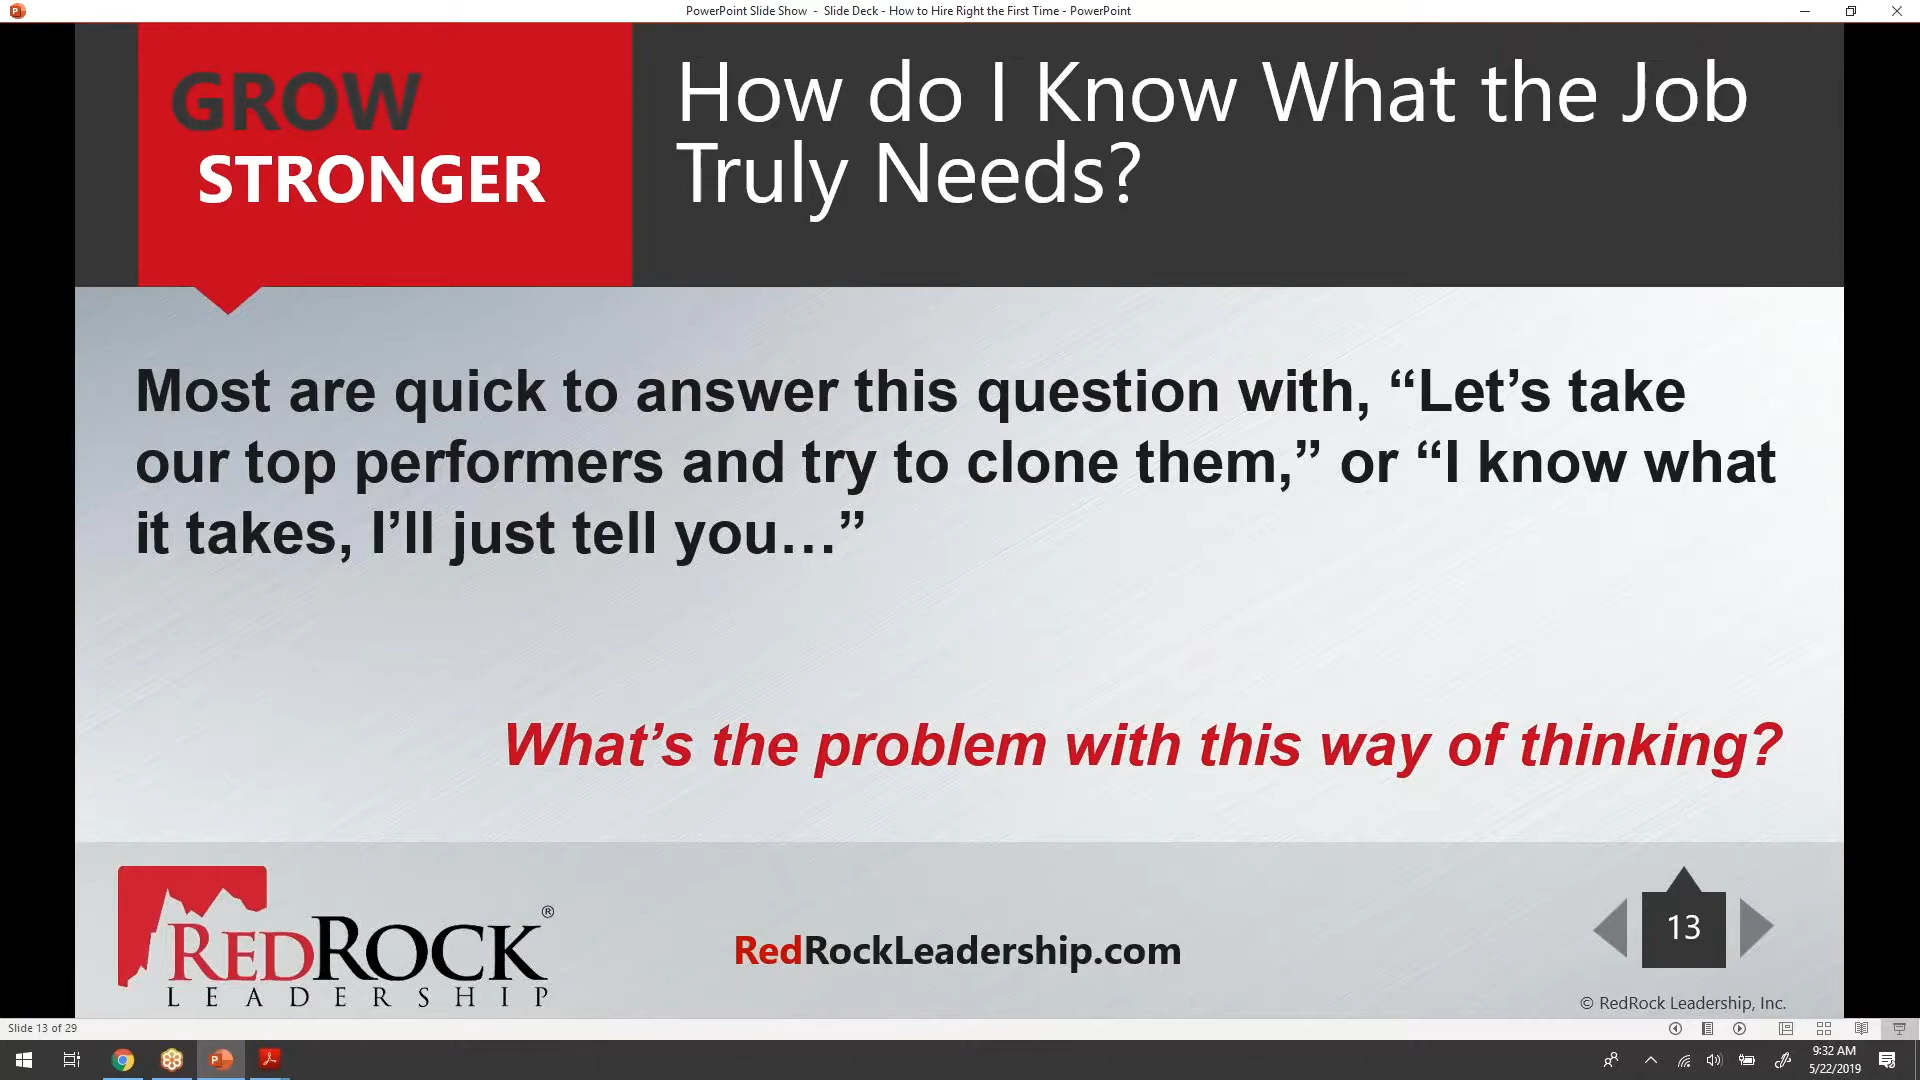 PowerPoint Slide Show - Slide Deck - How to Hire Right the First Time - PowerPoint
GROW
STRONGER
How do I Know What the Job
Truly Needs?
Most are quick to answer this question with, “Let’s take
our top performers and try to clone them,” or “I know what
it takes, I’ll just tell you…”
What’s the problem with this way of thinking?
REDROCK®
LEADERSHIP
RedRockLeadership.com
13
© RedRock Leadership, Inc.
Slide 13 of 29
9:32 AM
5/22/2019